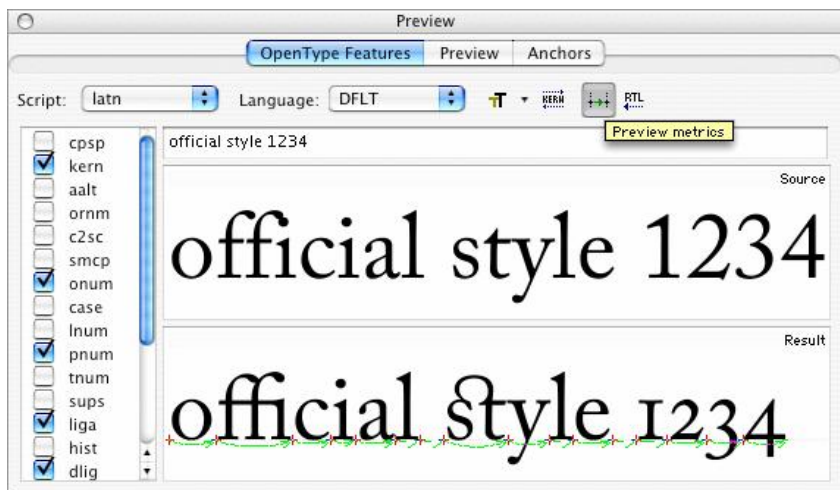 Preview
OpenType Features Preview Anchors
Script: latn Language: DFLT TT KERN RTL
Preview metrics
cpsp
kern
aalt
ornm
c2sc
smcp
onum
case
lnum
pnum
tnum
sups
liga
hist
dlig
official style 1234
Source
official style 1234
Result
official style 1234